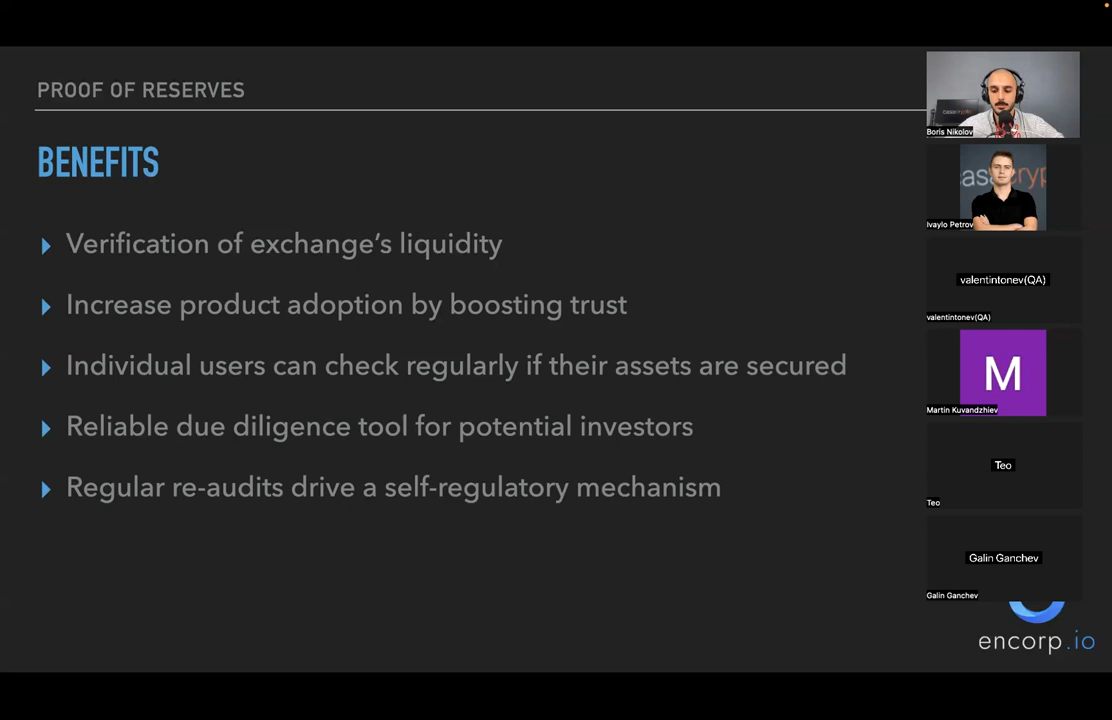 PROOF OF RESERVES
BENEFITS
Verification of exchange’s liquidity
Increase product adoption by boosting trust
Individual users can check regularly if their assets are secured
Reliable due diligence tool for potential investors
Regular re-audits drive a self-regulatory mechanism
Boris Nikolov
Ivaylo Petrov
valentintonev(QA)
valentintonev(QA)
M
Martin Kuvandzhiev
Teo
Teo
Galin Ganchev
Galin Ganchev
encorp.io